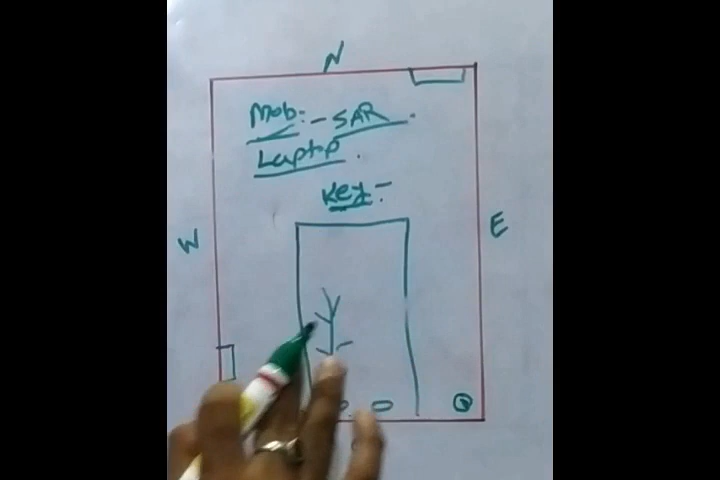 N
Mob:- SAR.
Laptop.
Key:-
W
E